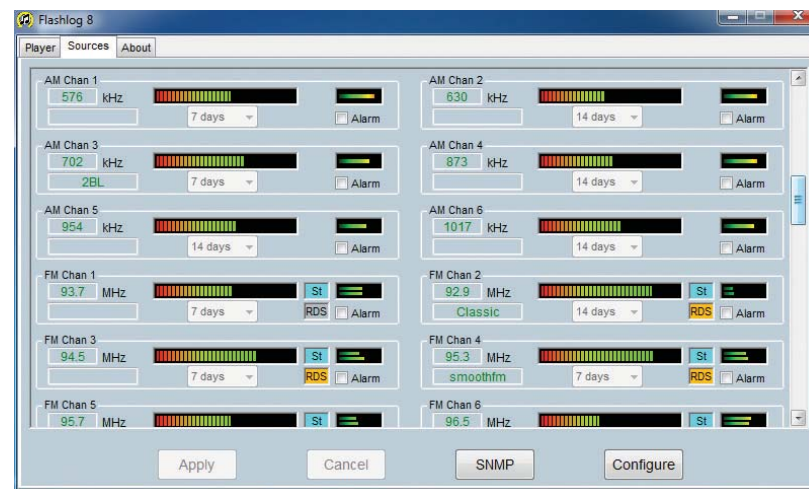 Flashlog 8
Player Sources About
AM Chan 1
576 kHz
7 days
Alarm
AM Chan 2
630 kHz
14 days
Alarm
AM Chan 3
702 kHz
2BL
7 days
Alarm
AM Chan 4
873 kHz
14 days
Alarm
AM Chan 5
954 kHz
14 days
Alarm
AM Chan 6
1017 kHz
14 days
Alarm
FM Chan 1
93.7 MHz
St
7 days
RDS
Alarm
FM Chan 2
92.9 MHz
St
Classic
14 days
RDS
Alarm
FM Chan 3
94.5 MHz
St
7 days
RDS
Alarm
FM Chan 4
95.3 MHz
St
smoothfm
7 days
RDS
Alarm
FM Chan 5
95.7 MHz
St
FM Chan 6
96.5 MHz
St
Apply
Cancel
SNMP
Configure